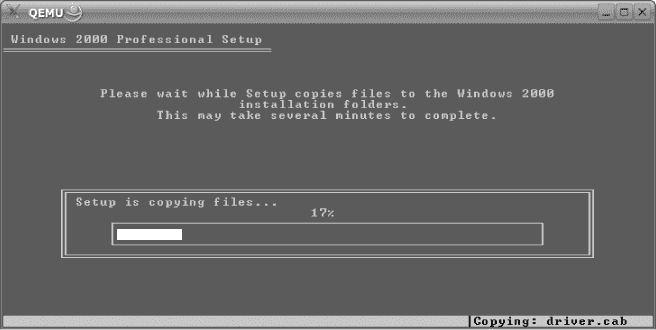 QEMU
Windows 2000 Professional Setup
Please wait while Setup copies files to the Windows 2000
installation folders.
This may take several minutes to complete.
Setup is copying files...
17%
Copying: driver.cab